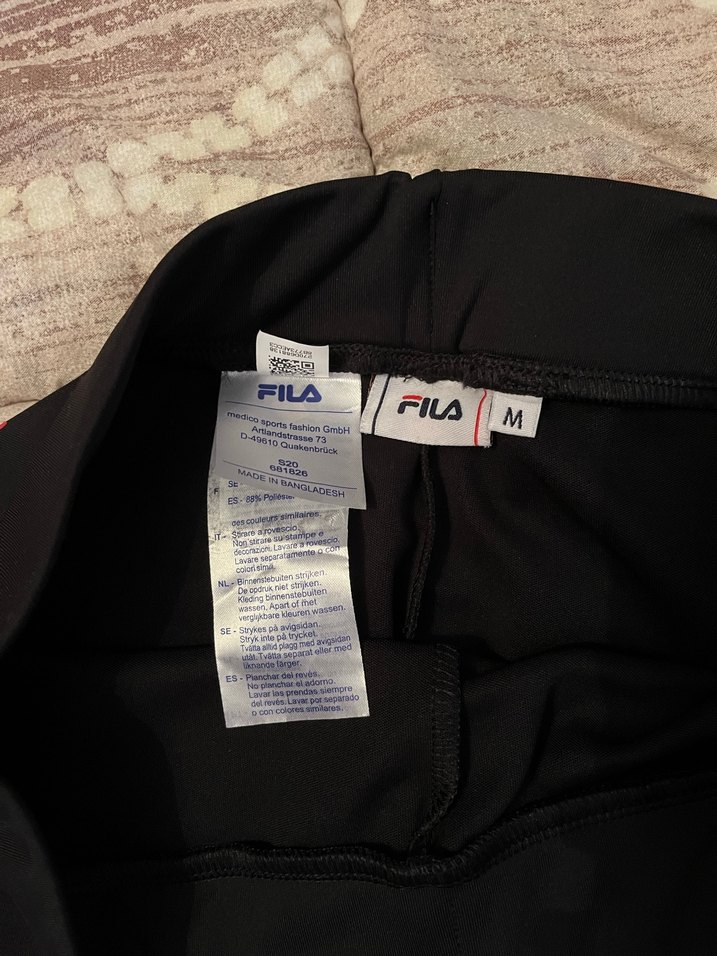 FILA
medico sports fashion GmbH
Artlandstrasse 73
D-49610 Quakenbrück
S20
681826
MADE IN BANGLADESH
FILA
M
SE -
ES - 88% Poliéster
des couleurs similaires.
IT - Stirare a rovescio.
Non stirare su stampe e
decorazioni. Lavare a rovescio.
Lavare separatamente o con
colori simili.
NL - Binnenstebuiten strijken.
De opdruk niet strijken.
Kleding binnenstebuiten
wassen. Apart of met
verglijkbare kleuren wassen.
SE - Strykes på avigsidan.
Stryk inte på trycket.
Tvätta alltid plagg med avigsidan
utåt. Tvätta separat eller med
liknande färger.
ES - Planchar del revés.
No planchar el adorno.
Lavar las prendas siempre
del revés. Lavar por separado
o con colores similares.